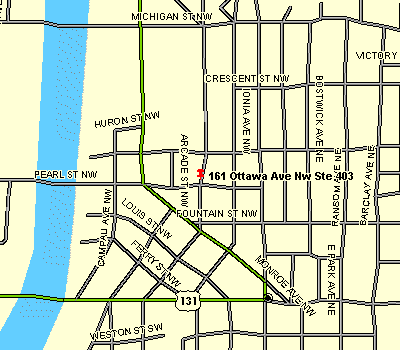 MICHIGAN ST NW
VICTORY
CRESCENT ST NW
HURON ST NW
IONIA AVE NW
BOSTWICK AVE NE
ARCADE ST NW
PEARL ST NW
161 Ottawa Ave Nw Ste 403
RANSOM AVE NE
BARCLAY AVE NE
LOUIS ST NW
FOUNTAIN ST NW
CAMPAU AVE NW
FERRY ST NW
MONROE AVE NW
E PARK AVE NE
131
WESTON ST SW